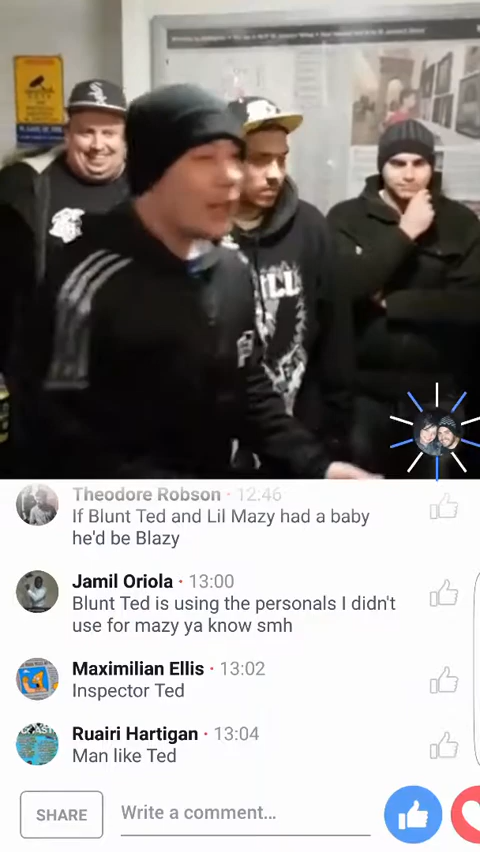 Theodore Robson · 12:46
If Blunt Ted and Lil Mazy had a baby
he'd be Blazy
Jamil Oriola · 13:00
Blunt Ted is using the personals I didn't
use for mazy ya know smh
Maximilian Ellis · 13:02
Inspector Ted
Ruairi Hartigan · 13:04
Man like Ted
SHARE
Write a comment...